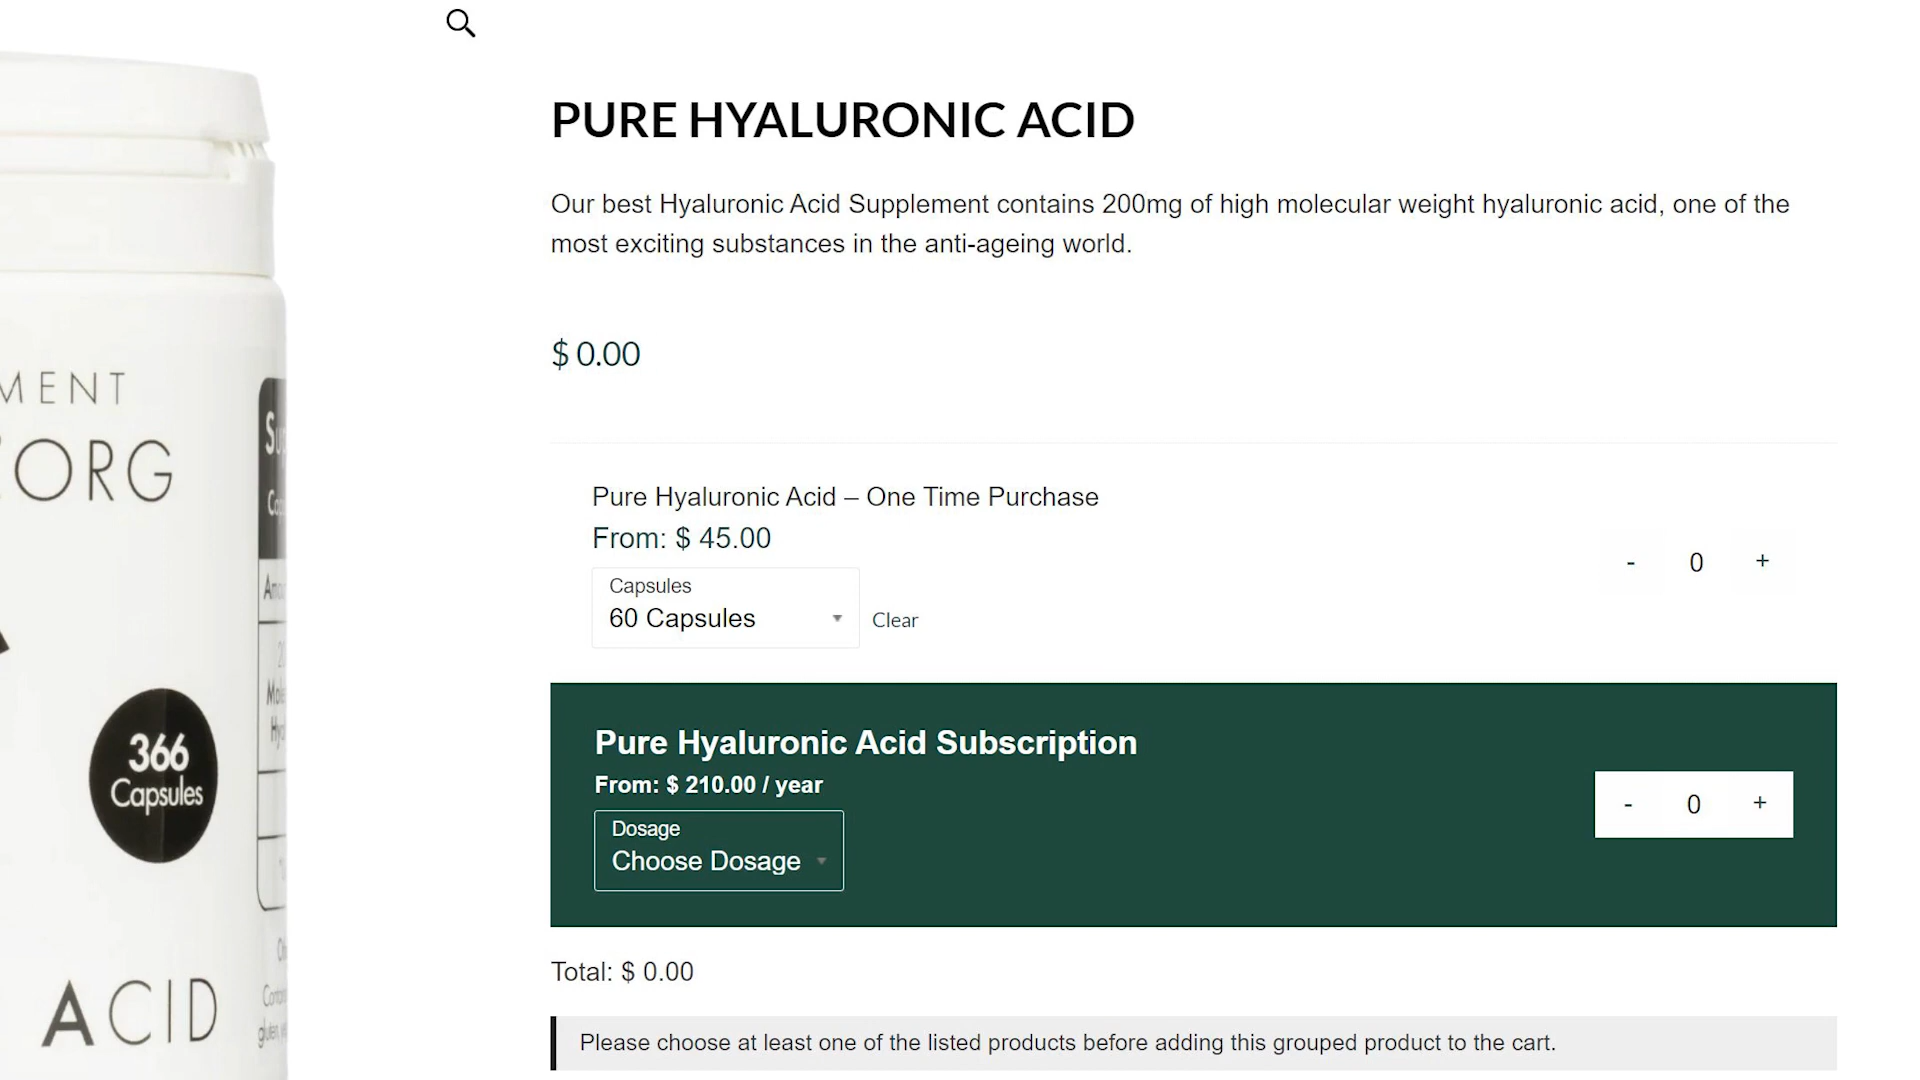 PURE HYALURONIC ACID
Our best Hyaluronic Acid Supplement contains 200mg of high molecular weight hyaluronic acid, one of the
most exciting substances in the anti-ageing world.
$ 0.00
Pure Hyaluronic Acid – One Time Purchase
From: $ 45.00
Capsules
60 Capsules
Clear
- 0 +
Pure Hyaluronic Acid Subscription
From: $ 210.00 / year
Dosage
Choose Dosage
- 0 +
Total: $ 0.00
Please choose at least one of the listed products before adding this grouped product to the cart.
MENT
ORG
366
Capsules
ACID